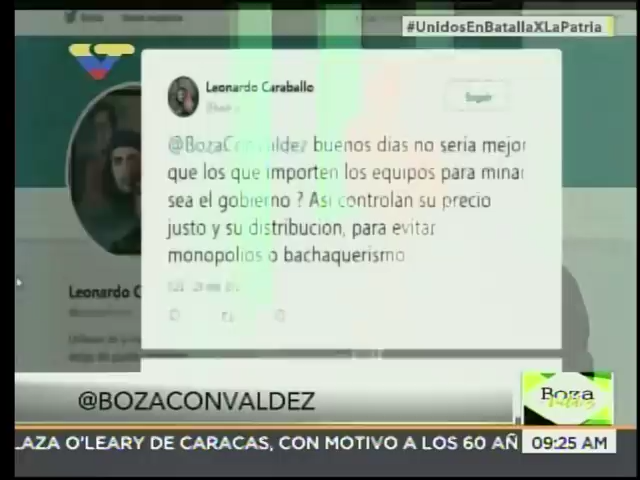 #UnidosEnBatallaXLaPatria
Leonardo Caraballo
Seguir
@BozaConvaldez buenos dias no seria mejor
que los que importen los equipos para minar
sea el gobierno ? Asi controlan su precio
justo y su distribucion, para evitar
monopolios o bachaquerismo
Leonardo C
@BOZACONVALDEZ
Boza
LAZA O'LEARY DE CARACAS, CON MOTIVO A LOS 60 AÑ
09:25 AM